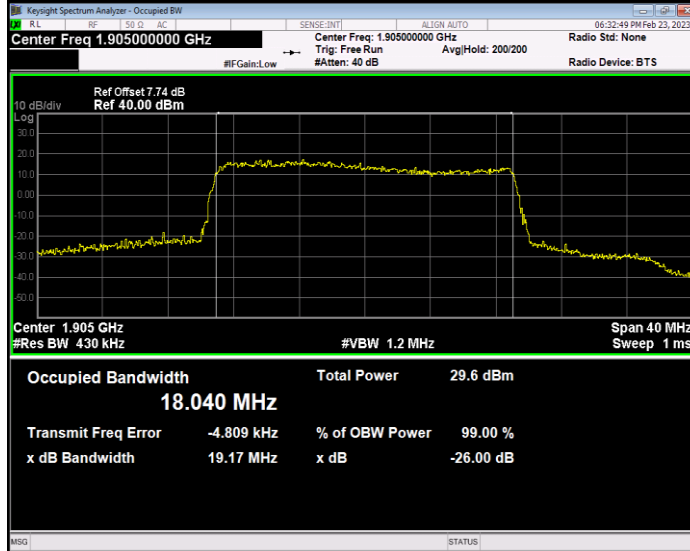 Keysight Spectrum Analyzer - Occupied BW
RL RF 50 Ω AC SENSE:INT ALIGN AUTO 06:32:49 PM Feb 23, 2023
Center Freq 1.905000000 GHz Center Freq: 1.905000000 GHz Radio Std: None
Trig: Free Run Avg|Hold: 200/200
#IFGain:Low #Atten: 40 dB Radio Device: BTS
Ref Offset 7.74 dB
10 dB/div Ref 40.00 dBm
Log
30.0
20.0
10.0
0.00
-10.0
-20.0
-30.0
-40.0
-50.0
Center 1.905 GHz Span 40 MHz
#Res BW 430 kHz #VBW 1.2 MHz Sweep 1 ms
Occupied Bandwidth Total Power 29.6 dBm
18.040 MHz
Transmit Freq Error -4.809 kHz % of OBW Power 99.00 %
x dB Bandwidth 19.17 MHz x dB -26.00 dB
MSG STATUS